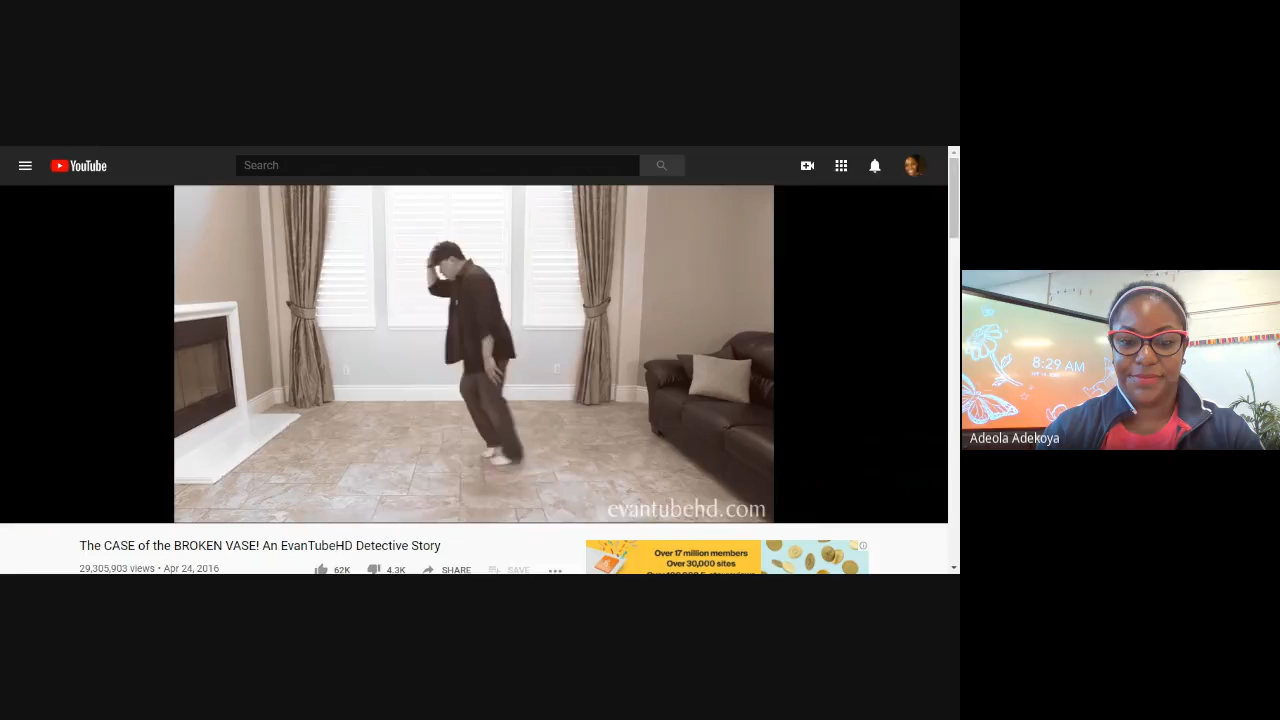 YouTube
Search
evantubehd.com
The CASE of the BROKEN VASE! An EvanTubeHD Detective Story
29,305,903 views • Apr 24, 2016
62K
4.3K
SHARE
SAVE
Over 17 million members
Over 30,000 sites
8:29 AM
Adeola Adekoya